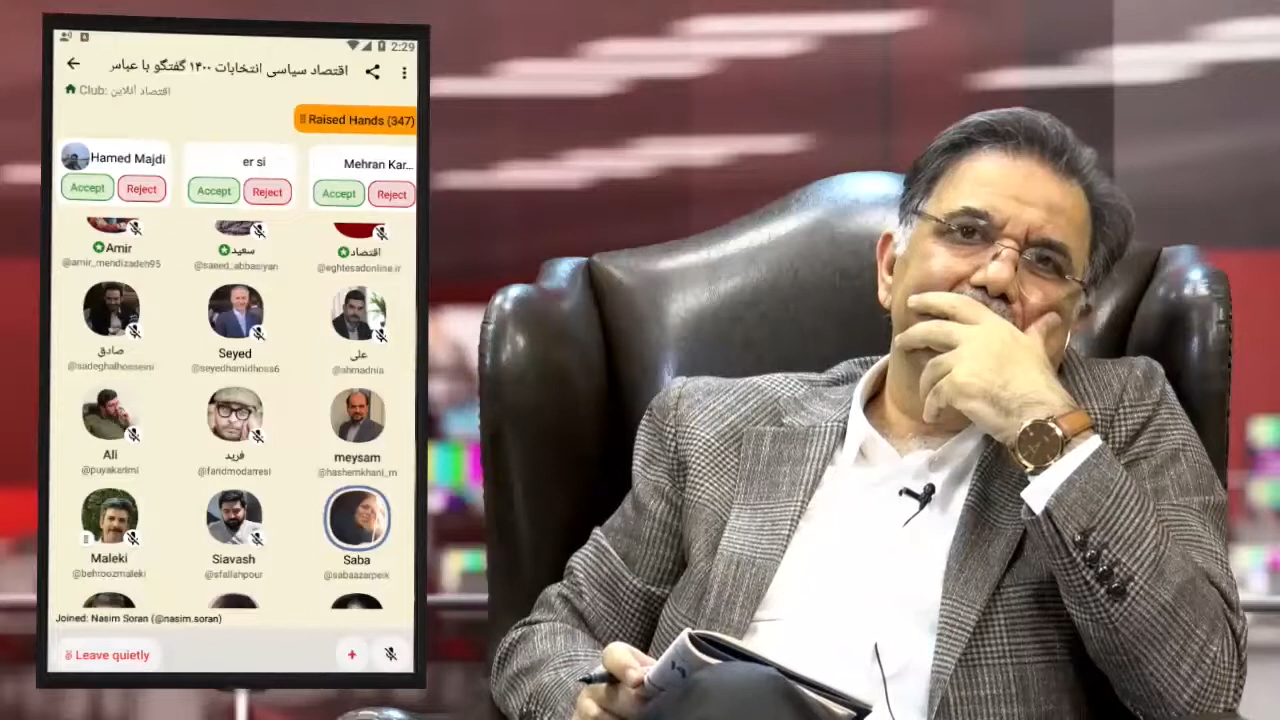 2:29
اقتصاد سیاسی انتخابات ۱۴۰۰ گفتگو با عباس
Club: اقتصاد آنلاین
Raised Hands (347)
Hamed Majdi er si Mehran Kar...
Accept Reject Accept Reject Accept Reject
Amir سعید اقتصاد
@amir_mendizadeh95 @saeed_abbasiyan @eghtesadonline.ir
صادق Seyed علی
@sadeghalhosseini @seyedhamidhoss6 @ahmadnia
Ali فرید meysam
@puyakarimi @faridmodarresi @hashemkhani_m
Maleki Siavash Saba
@behroozmaleki @sfallahpour @sabaazarpeik
Joined: Nasim Soran (@nasim.soran)
Leave quietly